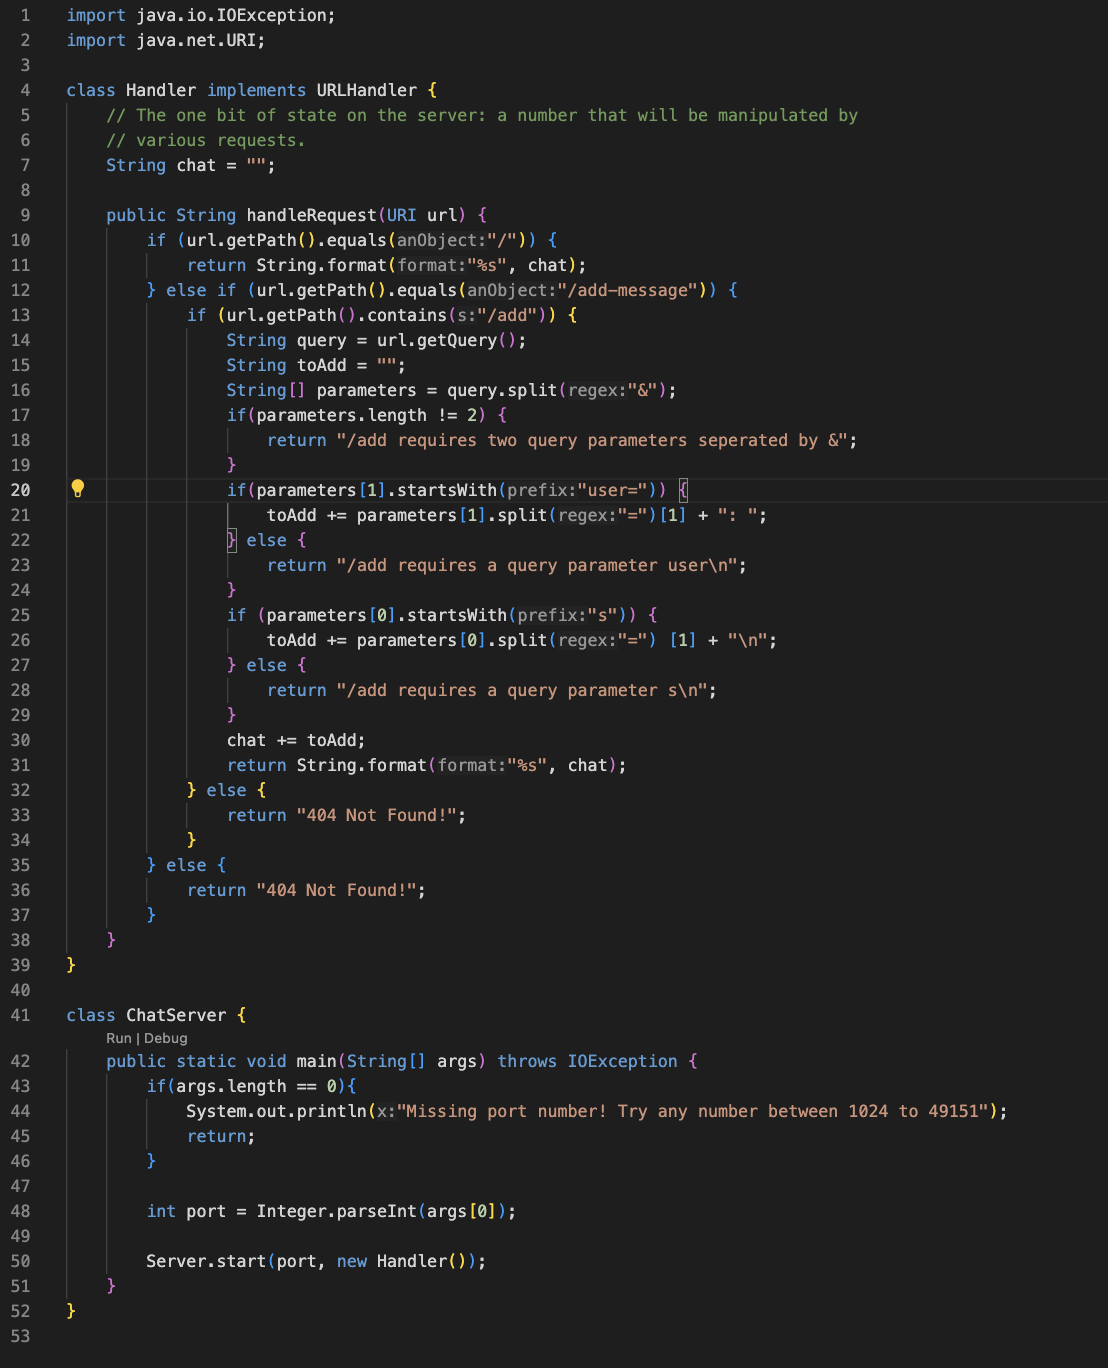 1 import java.io.IOException;
2 import java.net.URI;
3
4 class Handler implements URLHandler {
5     // The one bit of state on the server: a number that will be manipulated by
6     // various requests.
7     String chat = "";
8
9     public String handleRequest(URI url) {
10         if (url.getPath().equals(anObject:"/")) {
11             return String.format(format:"%s", chat);
12         } else if (url.getPath().equals(anObject:"/add-message")) {
13             if (url.getPath().contains(s:"/add")) {
14                 String query = url.getQuery();
15                 String toAdd = "";
16                 String[] parameters = query.split(regex:"&");
17                 if(parameters.length != 2) {
18                     return "/add requires two query parameters seperated by &";
19                 }
20                 if(parameters[1].startsWith(prefix:"user=")) {
21                     toAdd += parameters[1].split(regex:"=")[1] + ": ";
22                 } else {
23                     return "/add requires a query parameter user\n";
24                 }
25                 if (parameters[0].startsWith(prefix:"s")) {
26                     toAdd += parameters[0].split(regex:"=") [1] + "\n";
27                 } else {
28                     return "/add requires a query parameter s\n";
29                 }
30                 chat += toAdd;
31                 return String.format(format:"%s", chat);
32             } else {
33                 return "404 Not Found!";
34             }
35         } else {
36             return "404 Not Found!";
37         }
38     }
39 }
40
41 class ChatServer {
Run | Debug
42     public static void main(String[] args) throws IOException {
43         if(args.length == 0){
44             System.out.println(x:"Missing port number! Try any number between 1024 to 49151");
45             return;
46         }
47
48         int port = Integer.parseInt(args[0]);
49
50         Server.start(port, new Handler());
51     }
52 }
53